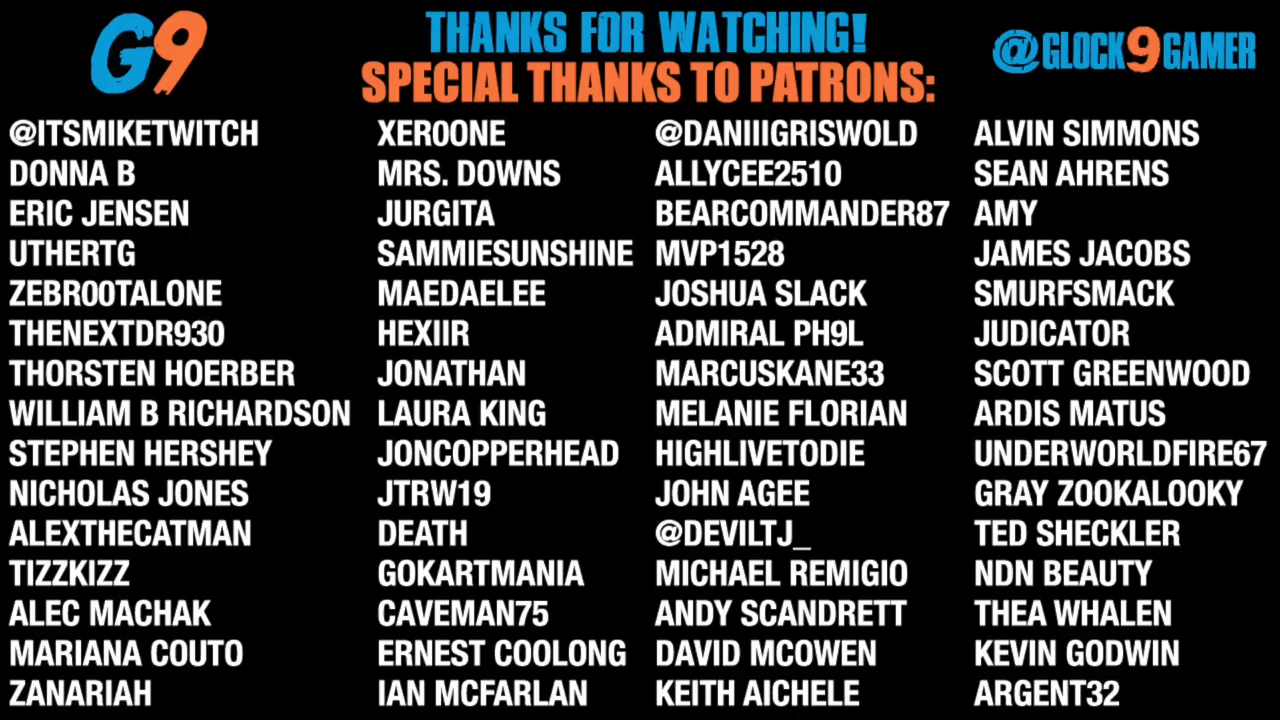 G9
THANKS FOR WATCHING!
SPECIAL THANKS TO PATRONS:
@GLOCK9GAMER
@ITSMIKETWITCH
DONNA B
ERIC JENSEN
UTHERTG
ZEBR00TALONE
THENEXTDR930
THORSTEN HOERBER
WILLIAM B RICHARDSON
STEPHEN HERSHEY
NICHOLAS JONES
ALEXTHECATMAN
TIZZKIZZ
ALEC MACHAK
MARIANA COUTO
ZANARIAH
XER0ONE
MRS. DOWNS
JURGITA
SAMMIESUNSHINE
MAEDAELEE
HEXIIR
JONATHAN
LAURA KING
JONCOPPERHEAD
JTRW19
DEATH
GOKARTMANIA
CAVEMAN75
ERNEST COOLONG
IAN MCFARLAN
@DANIIIGRISWOLD
ALLYCEE2510
BEARCOMMANDER87
MVP1528
JOSHUA SLACK
ADMIRAL PH9L
MARCUSKANE33
MELANIE FLORIAN
HIGHLIVETODIE
JOHN AGEE
@DEVILTJ_
MICHAEL REMIGIO
ANDY SCANDRETT
DAVID MCOWEN
KEITH AICHELE
ALVIN SIMMONS
SEAN AHRENS
AMY
JAMES JACOBS
SMURFSMACK
JUDICATOR
SCOTT GREENWOOD
ARDIS MATUS
UNDERWORLDFIRE67
GRAY ZOOKALOOKY
TED SHECKLER
NDN BEAUTY
THEA WHALEN
KEVIN GODWIN
ARGENT32